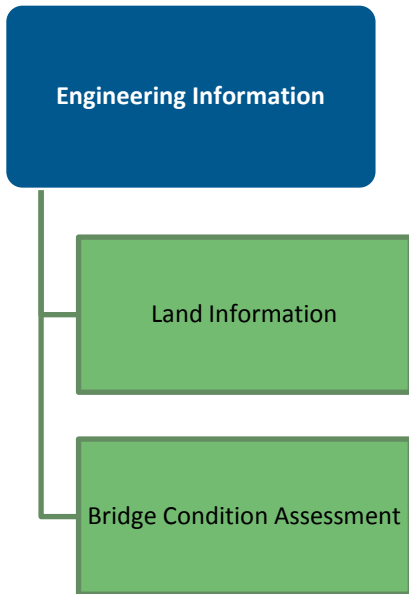 Engineering Information
Land Information
Bridge Condition Assessment